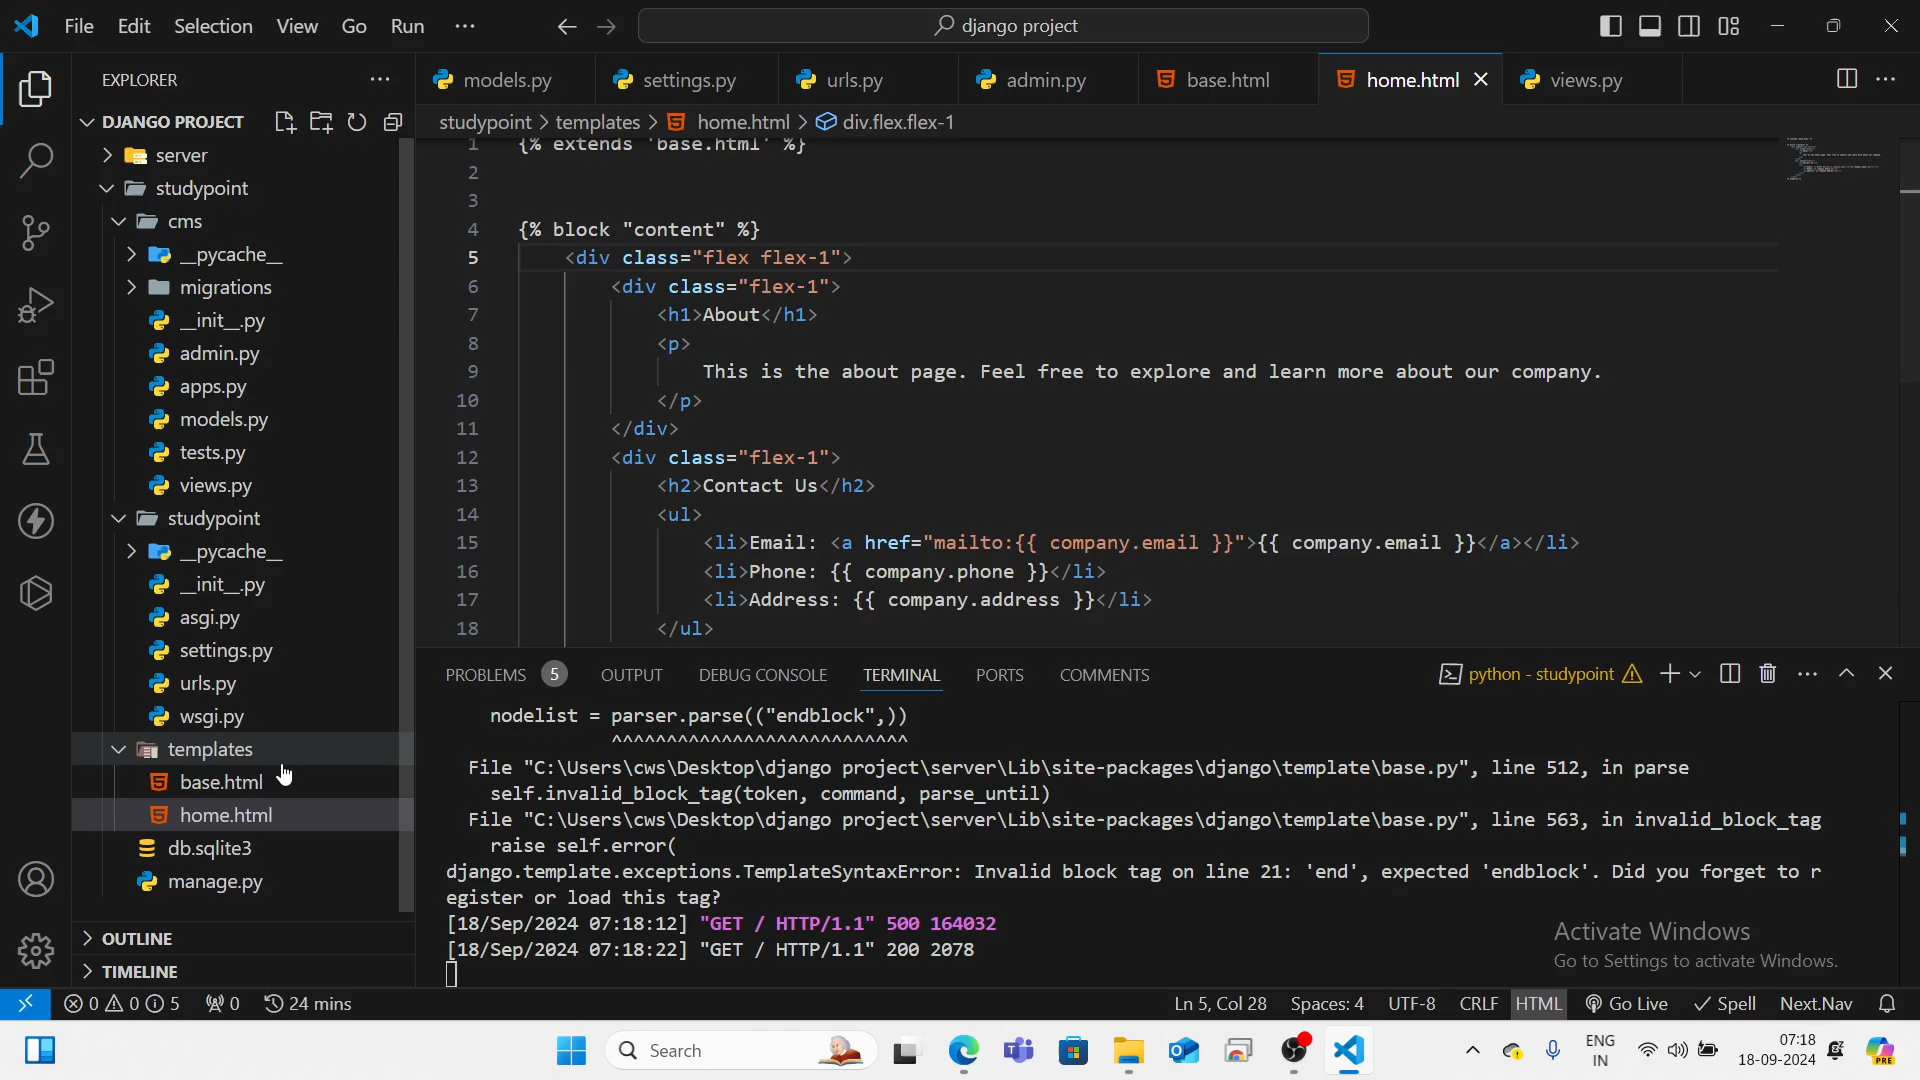 File Edit Selection View Go Run ... django project
EXPLORER ...
models.py settings.py urls.py admin.py base.html home.html views.py
DJANGO PROJECT
studypoint > templates > home.html > div.flex.flex-1
server
studypoint
cms
__pycache__
migrations
__init__.py
admin.py
apps.py
models.py
tests.py
views.py
studypoint
__pycache__
__init__.py
asgi.py
settings.py
urls.py
wsgi.py
templates
base.html
home.html
db.sqlite3
manage.py
OUTLINE
TIMELINE
1 {% extends 'base.html' %}
2
3
4 {% block "content" %}
5 <div class="flex flex-1">
6 <div class="flex-1">
7 <h1>About</h1>
8 <p>
9 This is the about page. Feel free to explore and learn more about our company.
10 </p>
11 </div>
12 <div class="flex-1">
13 <h2>Contact Us</h2>
14 <ul>
15 <li>Email: <a href="mailto:{{ company.email }}">{{ company.email }}</a></li>
16 <li>Phone: {{ company.phone }}</li>
17 <li>Address: {{ company.address }}</li>
18 </ul>
PROBLEMS 5 OUTPUT DEBUG CONSOLE TERMINAL PORTS COMMENTS python - studypoint
nodelist = parser.parse(("endblock",))
^^^^^^^^^^^^^^^^^^^^^^^^^^^
File "C:\Users\cws\Desktop\django project\server\Lib\site-packages\django\template\base.py", line 512, in parse
self.invalid_block_tag(token, command, parse_until)
File "C:\Users\cws\Desktop\django project\server\Lib\site-packages\django\template\base.py", line 563, in invalid_block_tag
raise self.error(
django.template.exceptions.TemplateSyntaxError: Invalid block tag on line 21: 'end', expected 'endblock'. Did you forget to r
egister or load this tag?
[18/Sep/2024 07:18:12] "GET / HTTP/1.1" 500 164032
[18/Sep/2024 07:18:22] "GET / HTTP/1.1" 200 2078
Activate Windows
Go to Settings to activate Windows.
0 0 5 0 24 mins Ln 5, Col 28 Spaces: 4 UTF-8 CRLF HTML Go Live Spell Next.Nav
Search ENG
IN
07:18
18-09-2024
PRE